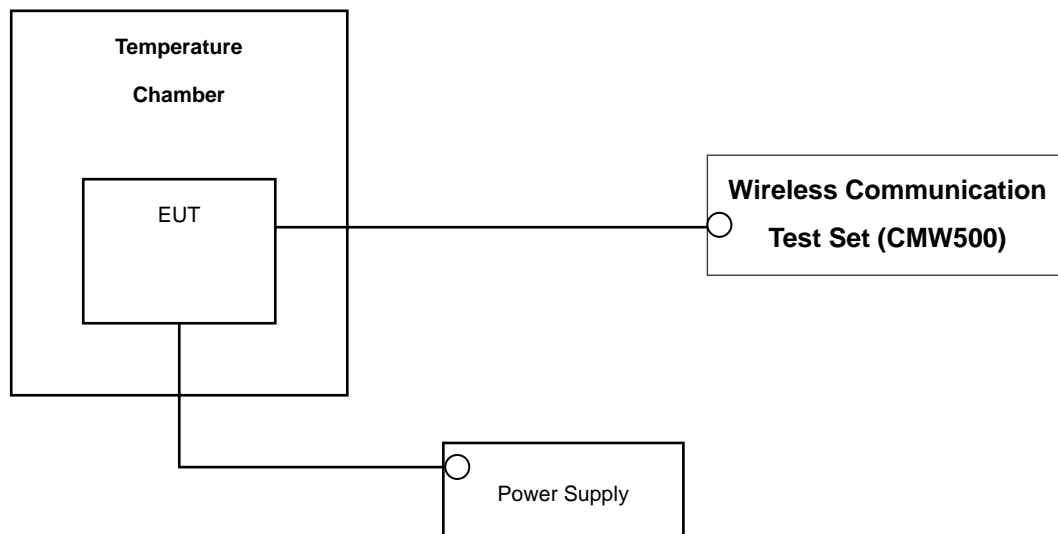 Temperature
Chamber
EUT
Wireless Communication
Test Set (CMW500)
Power Supply